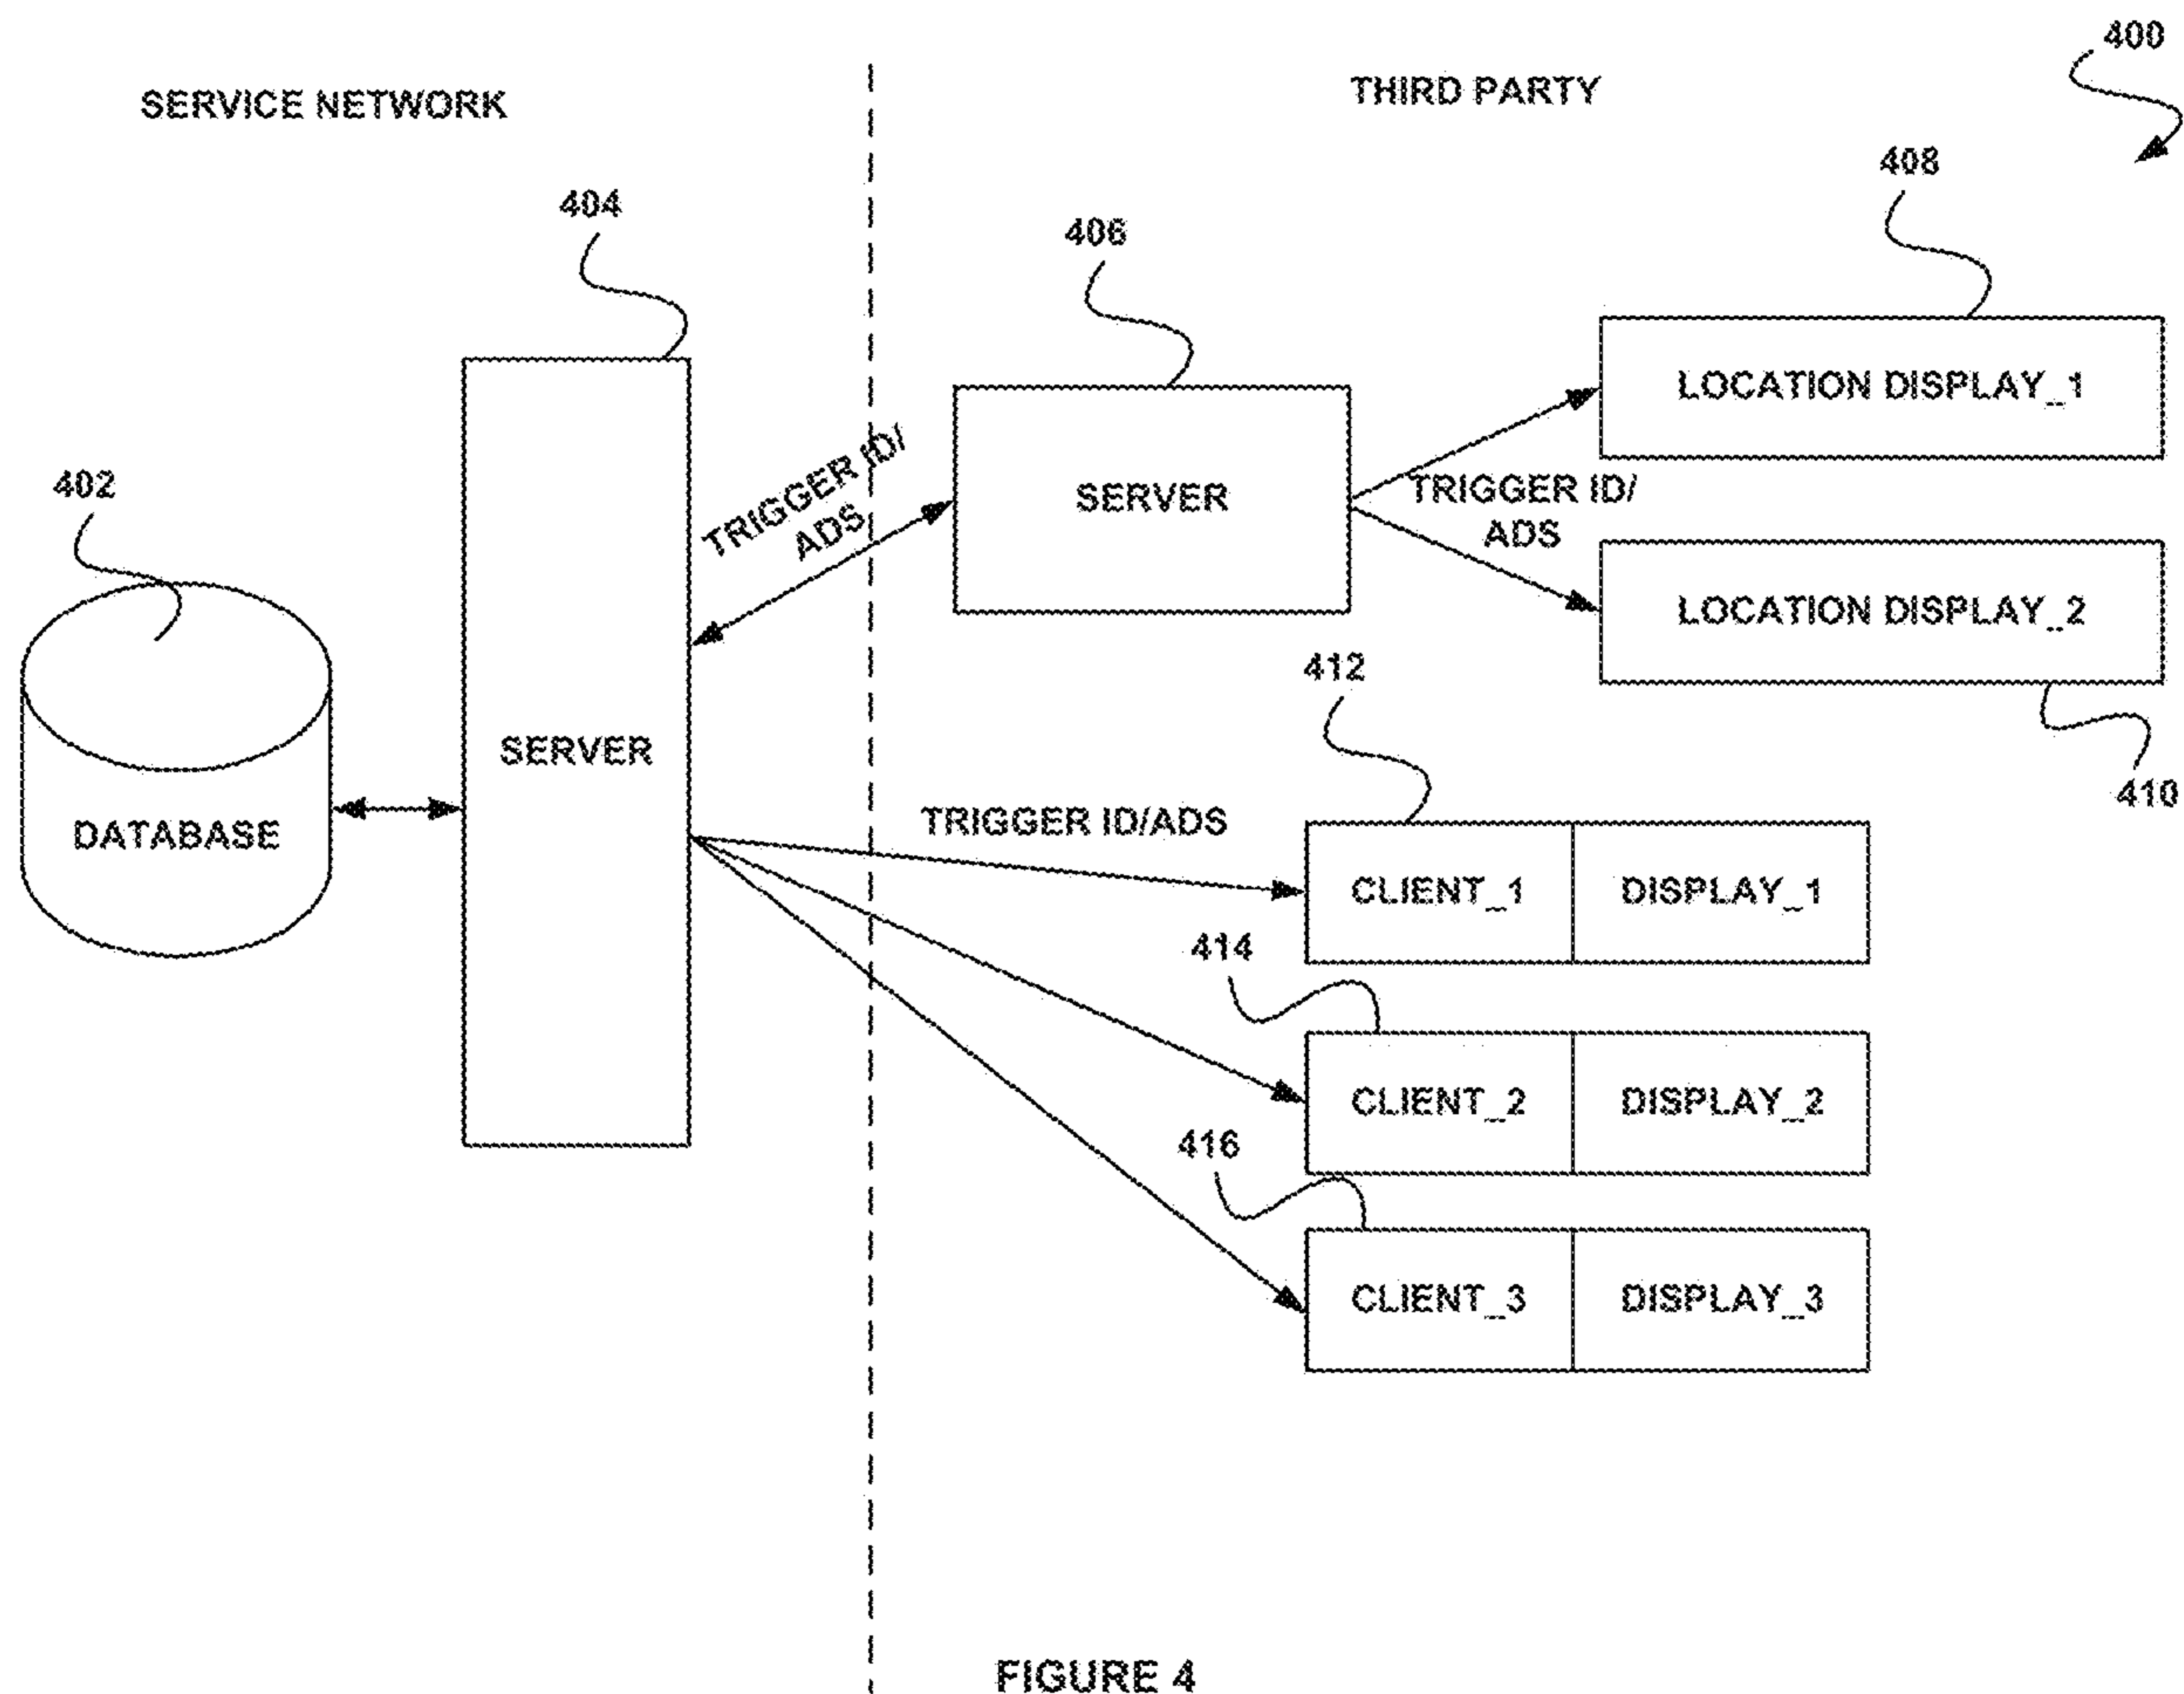 400
SERVICE NETWORK
THIRD PARTY
408
404
406
LOCATION DISPLAY_1
TRIGGER ID/
ADS
402
SERVER
TRIGGER ID/
ADS
LOCATION DISPLAY_2
412
SERVER
410
DATABASE
TRIGGER ID/ADS
CLIENT_1
DISPLAY_1
414
CLIENT_2
DISPLAY_2
416
CLIENT_3
DISPLAY_3
FIGURE 4